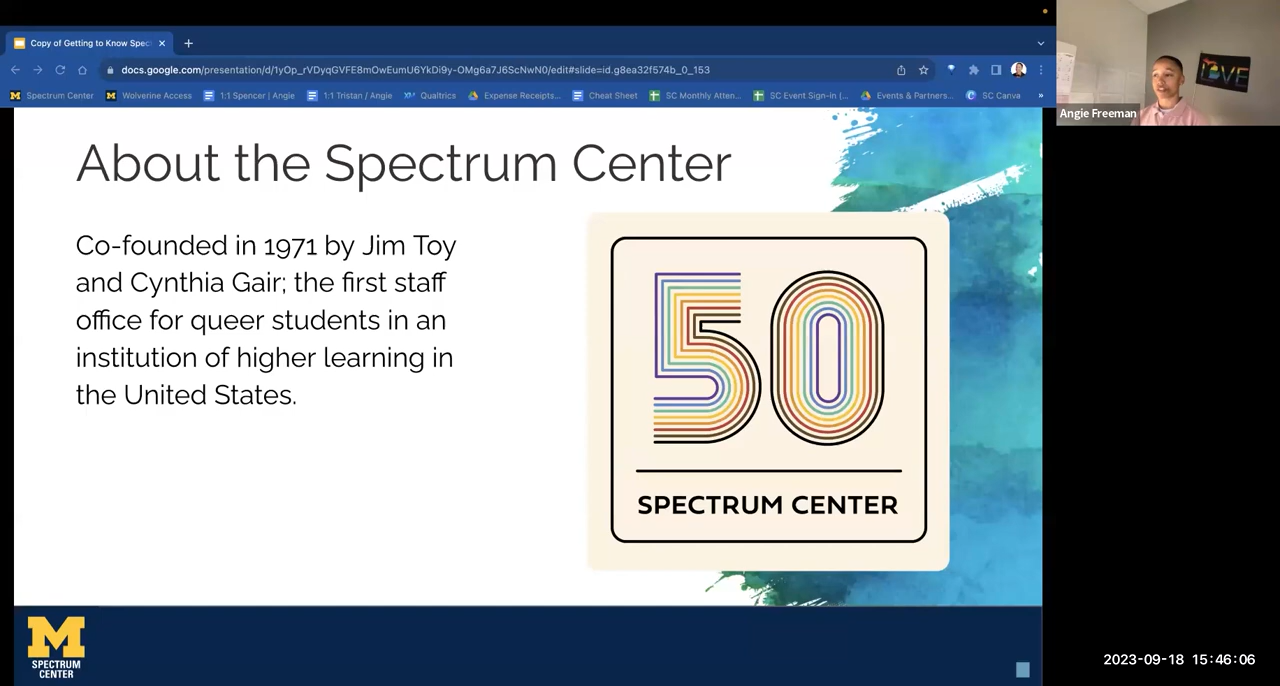 Copy of Getting to Know Spec
docs.google.com/presentation/d/1yOp_rVDyqGVFE8mOwEumU6YkDi9y-OMg6a7J6ScNwN0/edit#slide=id.g8ea32f574b_0_153
Spectrum Center
Wolverine Access
1:1 Spencer | Angie
1:1 Tristan / Angie
Qualtrics
Expense Receipts...
Cheat Sheet
SC Monthly Atten...
SC Event Sign-in (...
Events & Partners...
SC Canva
»
LOVE
Angie Freeman
About the Spectrum Center
Co-founded in 1971 by Jim Toy
and Cynthia Gair; the first staff
office for queer students in an
institution of higher learning in
the United States.
50
SPECTRUM CENTER
M
SPECTRUM
CENTER
2023-09-18 15:46:06